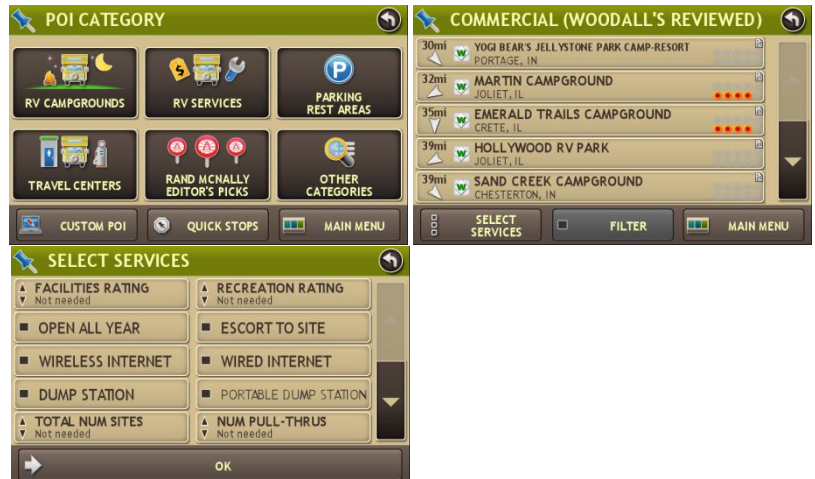 POI CATEGORY
RV CAMPGROUNDS
RV SERVICES
P
PARKING
REST AREAS
TRAVEL CENTERS
RAND MCNALLY
EDITOR'S PICKS
OTHER
CATEGORIES
CUSTOM POI
QUICK STOPS
MAIN MENU
COMMERCIAL (WOODALL'S REVIEWED)
30mi W YOGI BEAR'S JELLYSTONE PARK CAMP-RESORT
PORTAGE, IN
32mi W MARTIN CAMPGROUND
JOLIET, IL
35mi W EMERALD TRAILS CAMPGROUND
CRETE, IL
39mi W HOLLYWOOD RV PARK
JOLIET, IL
39mi W SAND CREEK CAMPGROUND
CHESTERTON, IN
SELECT
SERVICES
FILTER
MAIN MENU
SELECT SERVICES
FACILITIES RATING
Not needed
RECREATION RATING
Not needed
OPEN ALL YEAR
ESCORT TO SITE
WIRELESS INTERNET
WIRED INTERNET
DUMP STATION
PORTABLE DUMP STATION
TOTAL NUM SITES
Not needed
NUM PULL-THRUS
Not needed
OK